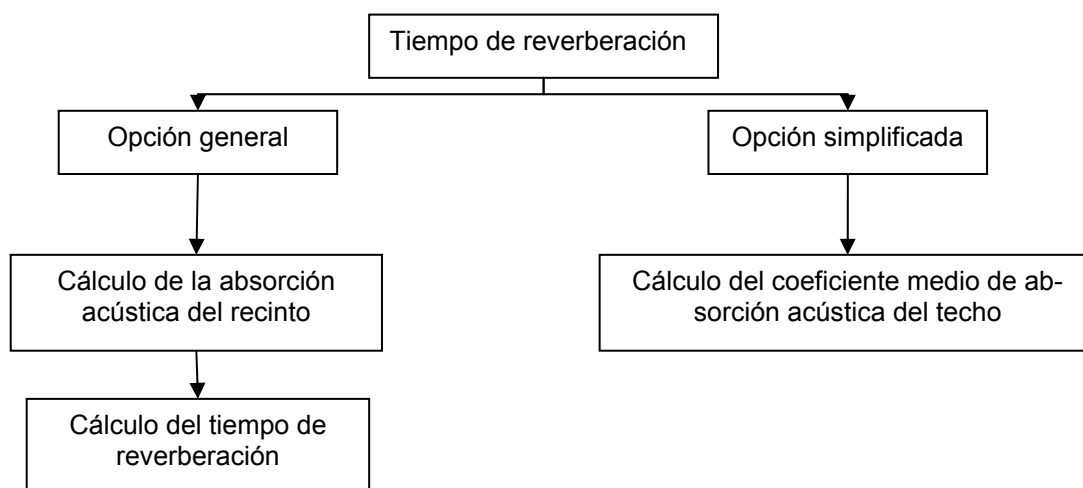 Tiempo de reverberación
Opción general
Opción simplificada
Cálculo de la absorción
acústica del recinto
Cálculo del coeficiente medio de ab-
sorción acústica del techo
Cálculo del tiempo de
reverberación